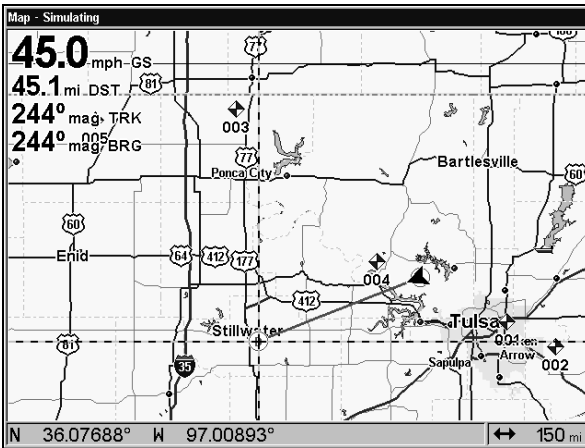 Map - Simulating
45.0 mph GS
45.1 mi DST
244° mag TRK
244° mag BRG
77
81
003
005
77
Ponca City
Bartlesville
60
60
Enid
64
412
177
004
412
Stillwater
Tulsa
81
001
Arrow
002
Sapulpa
35
N 36.07688° W 97.00893° 150 mi